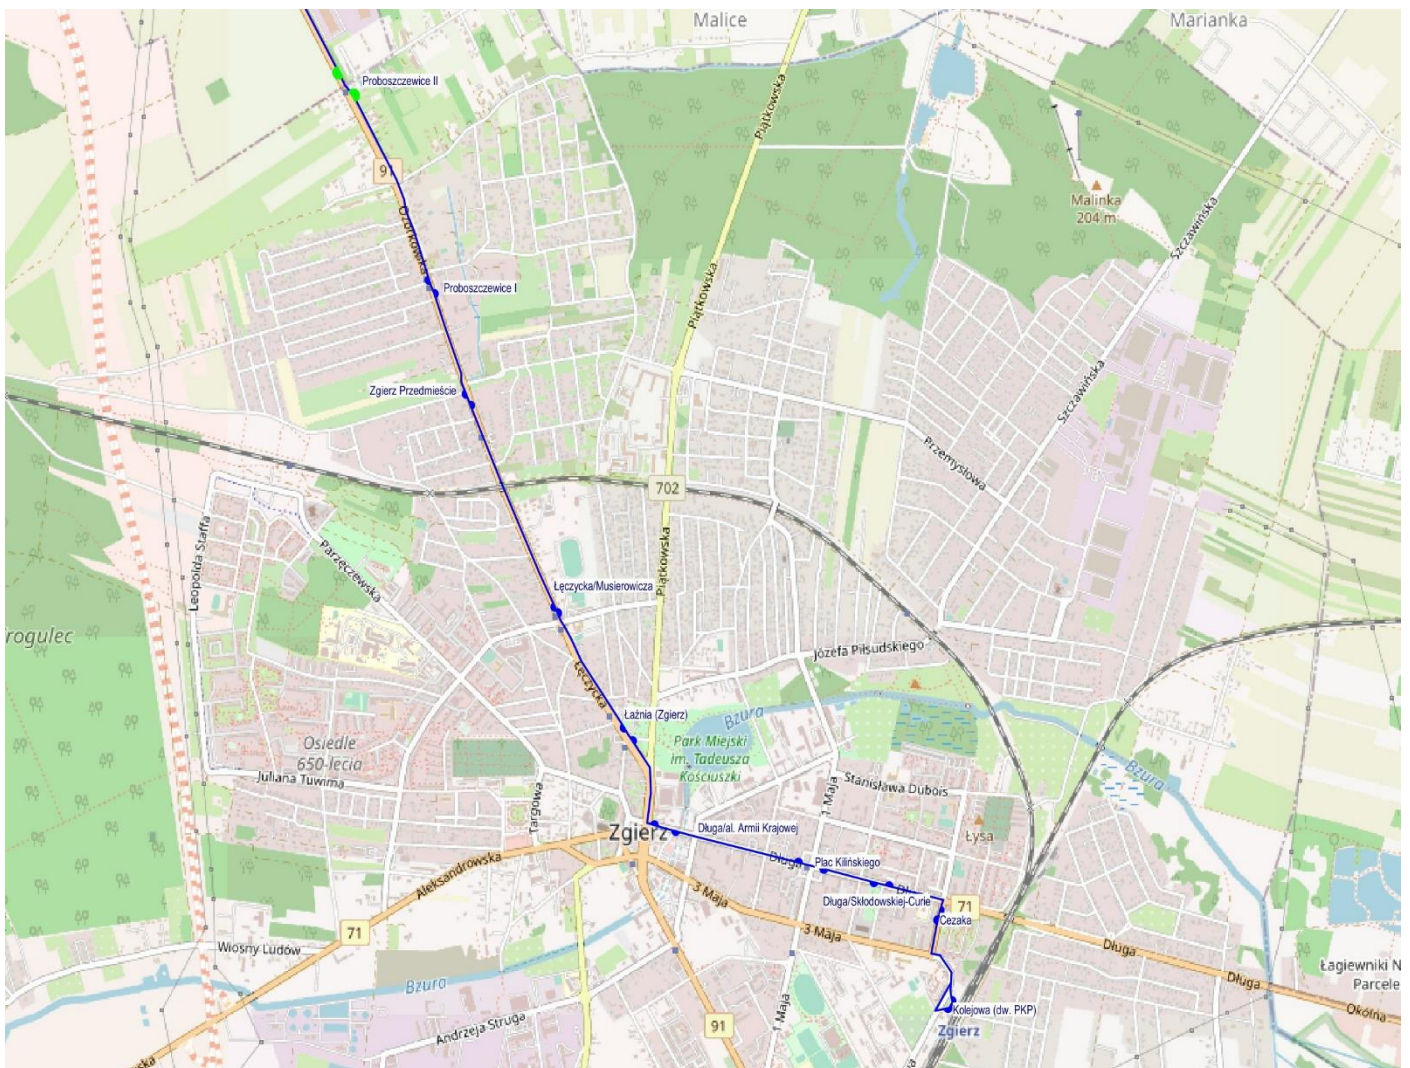 Malice
Marianka
Proboszczewice II
Piątkowska
91
Malinka
204 m
Szczawińska
Ozorkowska
Proboszczewice I
Piątkowska
Zgierz Przedmieście
Szczawińska
Przemysłowa
702
Leopolda Staffa
Parzęczewska
Piątkowska
Łęczycka/Musierowicza
rogulec
Józefa Piłsudskiego
Łęczycka
Łaźnia (Zgierz)
Bzura
Park Miejski
im. Tadeusza
Kościuszki
Osiedle
650-lecia
Juliana Tuwima
Bzura
Stanisława Dubois
1 Maja
Targowa
Zgierz
Długa/al. Armii Krajowej
Łysa
Aleksandrowska
Długa
Plac Kilińskiego
3 Maja
Długa/Skłodowskiej-Curie
71
Cezaka
71
3 Maja
Długa
Wiosny Ludów
Długa
Łagiewniki N
Parcele
Bzura
Kolejowa (dw. PKP)
Okólna
Andrzeja Struga
91
1 Maja
Zgierz